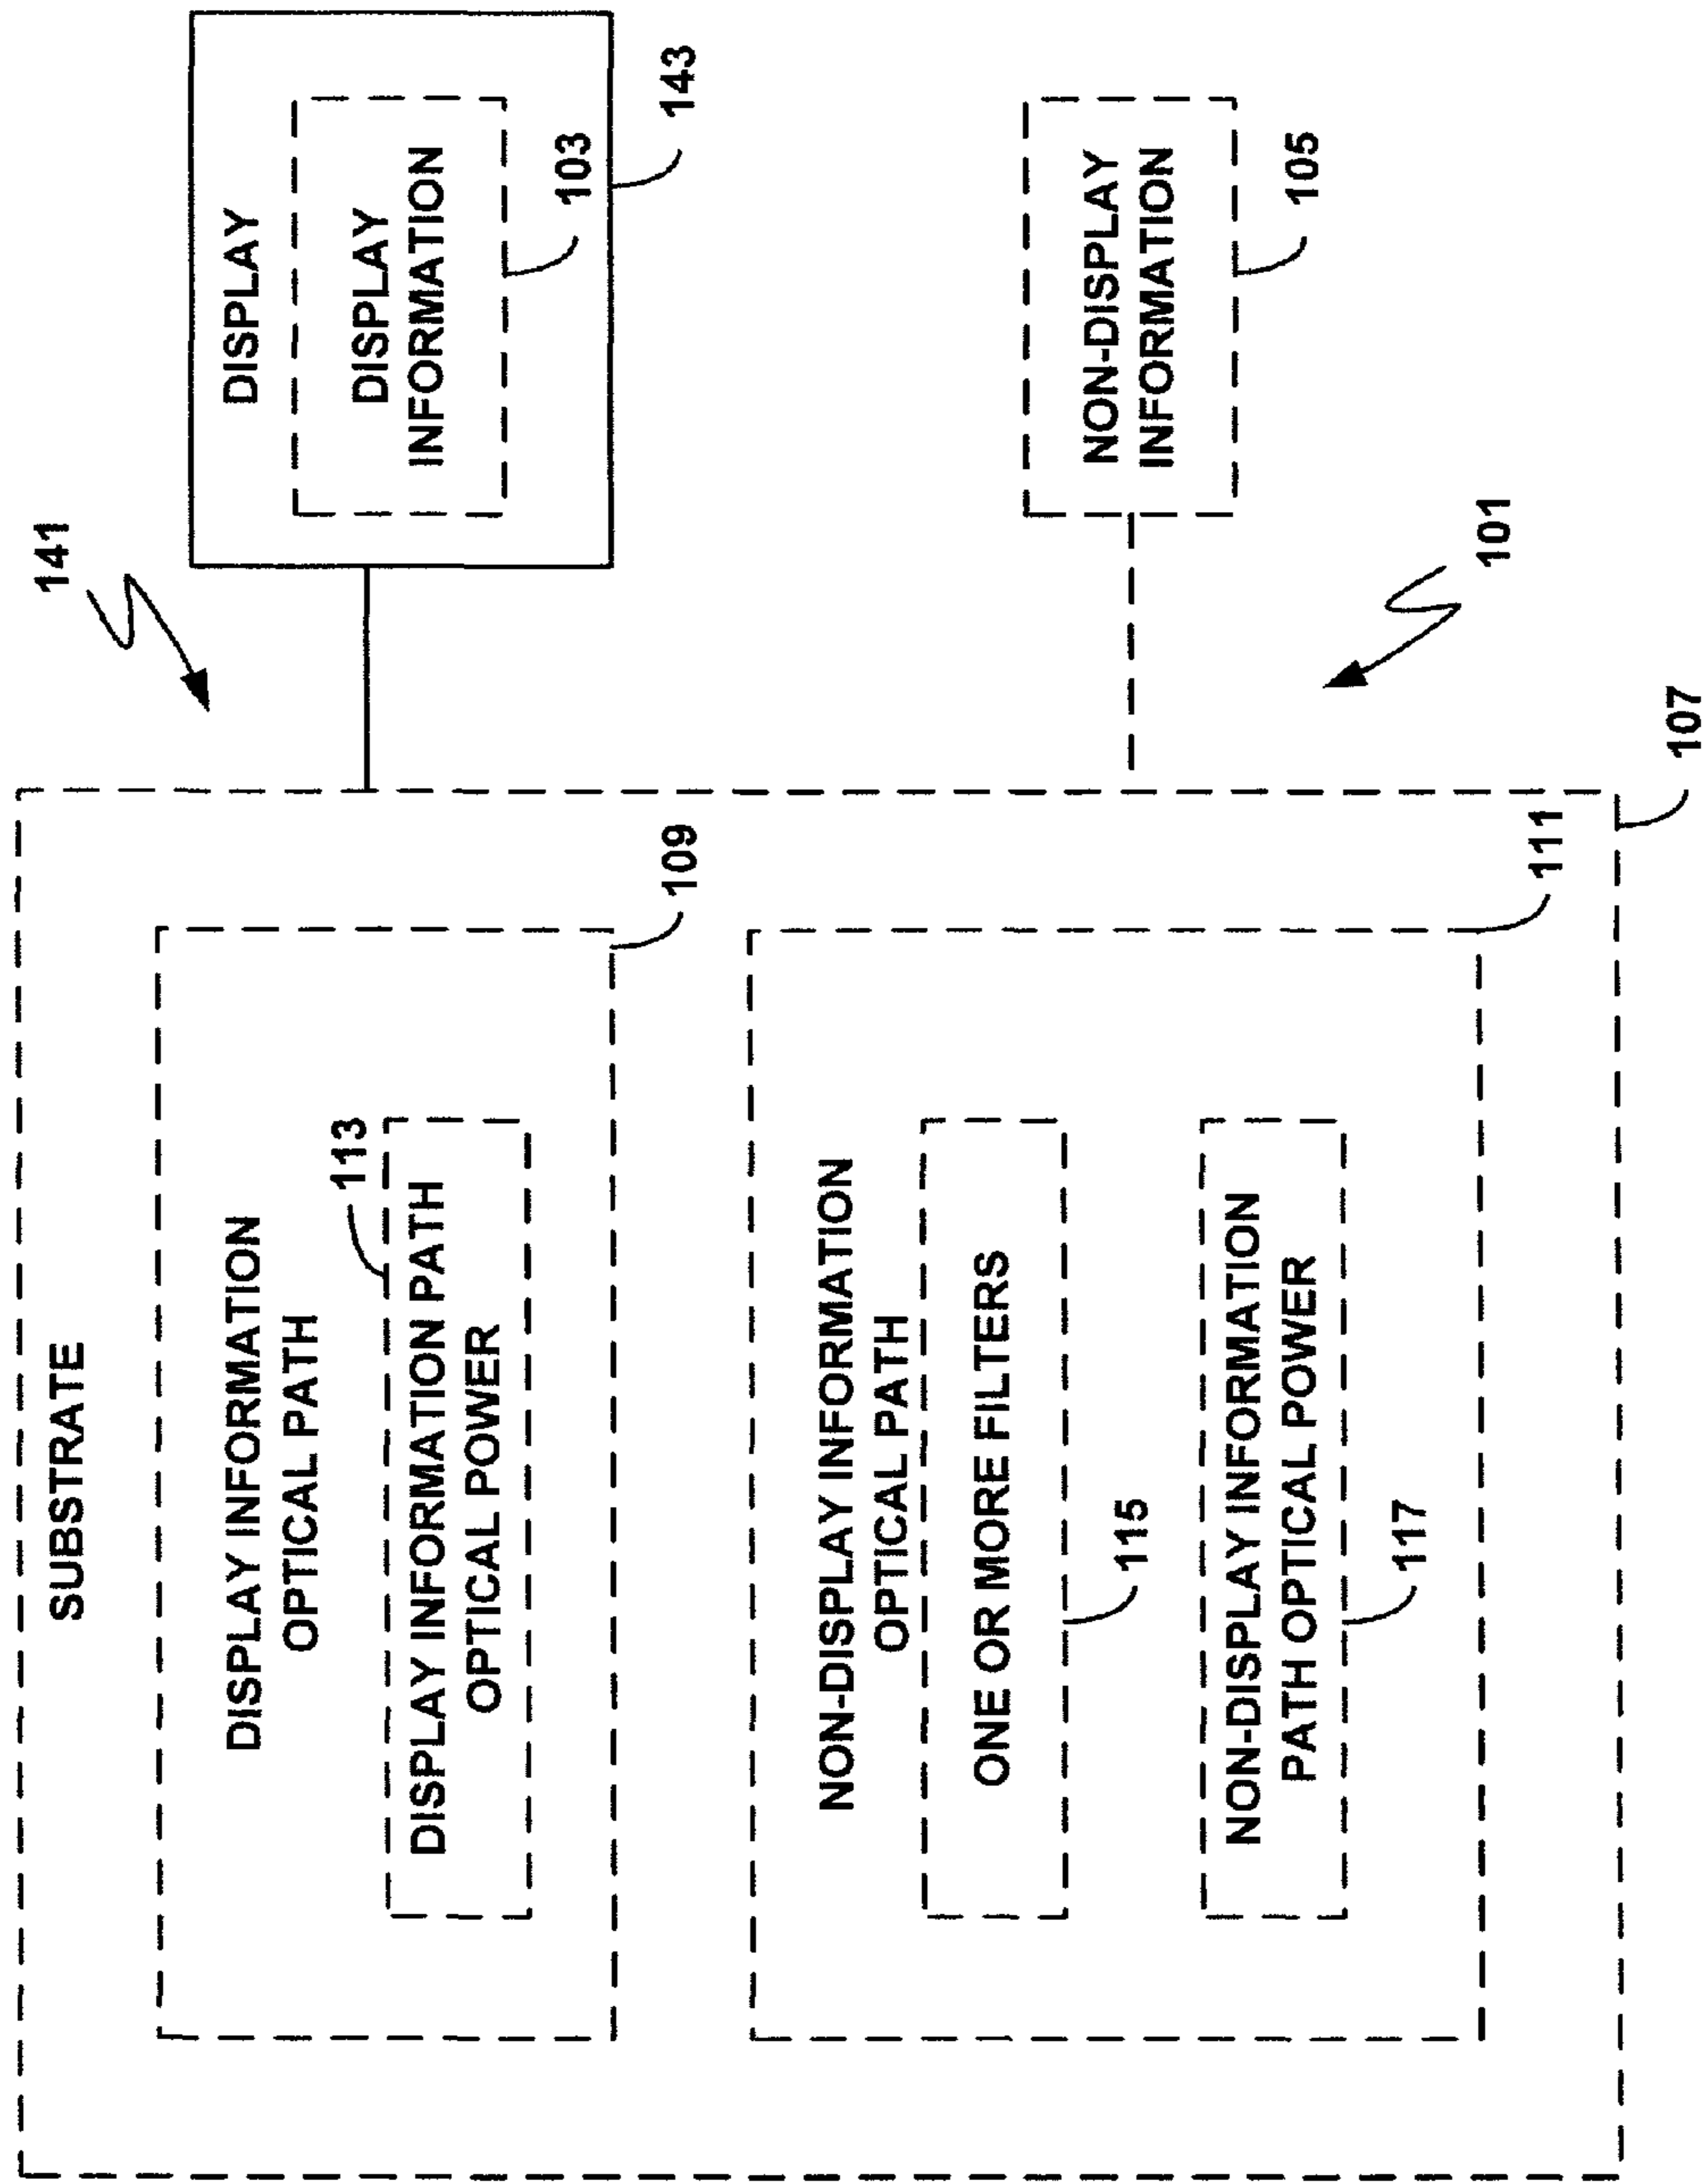 SUBSTRATE
DISPLAY INFORMATION
OPTICAL PATH
113
DISPLAY INFORMATION PATH
OPTICAL POWER
109
NON-DISPLAY INFORMATION
OPTICAL PATH
ONE OR MORE FILTERS
115
NON-DISPLAY INFORMATION
PATH OPTICAL POWER
117
111
107
141
DISPLAY
DISPLAY
INFORMATION
103
143
NON-DISPLAY
INFORMATION
105
101